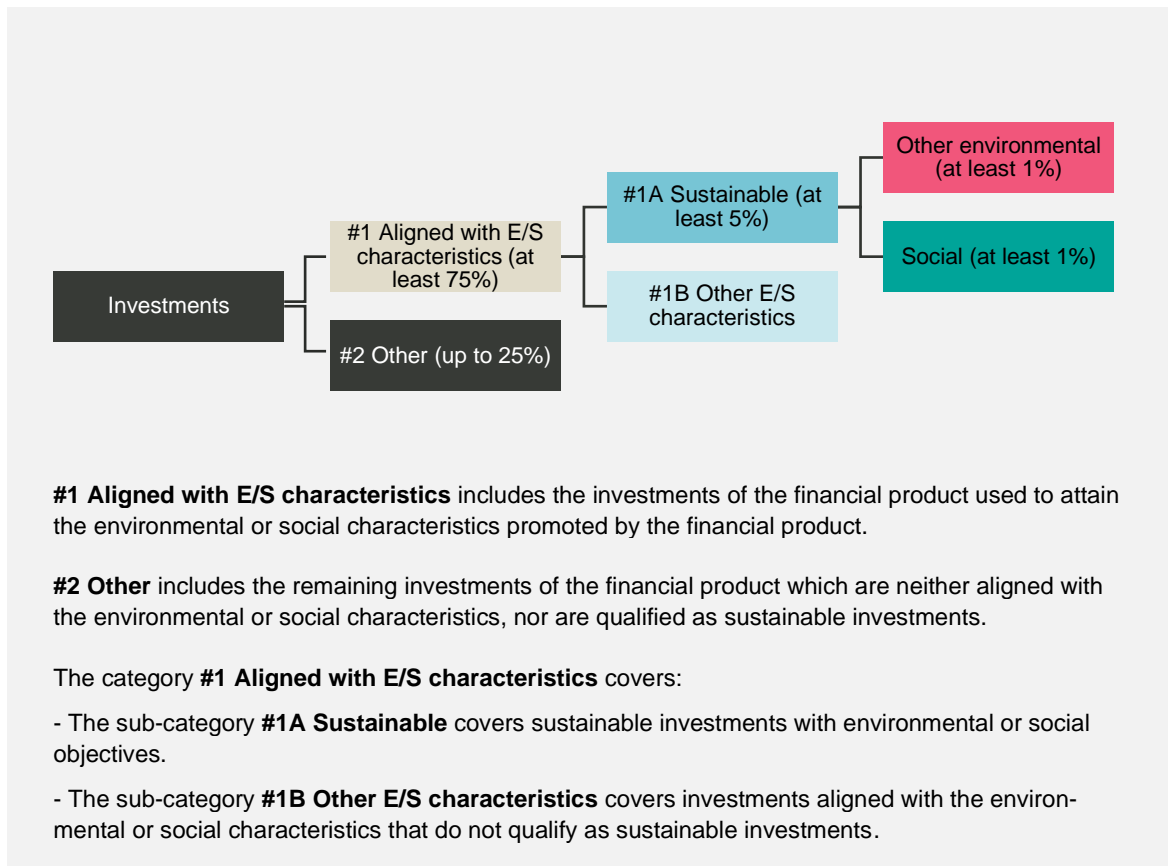 Investments
#1 Aligned with E/S
characteristics (at
least 75%)
#2 Other (up to 25%)
#1A Sustainable (at
least 5%)
#1B Other E/S
characteristics
Other environmental
(at least 1%)
Social (at least 1%)
#1 Aligned with E/S characteristics includes the investments of the financial product used to attain
the environmental or social characteristics promoted by the financial product.
#2 Other includes the remaining investments of the financial product which are neither aligned with
the environmental or social characteristics, nor are qualified as sustainable investments.
The category #1 Aligned with E/S characteristics covers:
- The sub-category #1A Sustainable covers sustainable investments with environmental or social
objectives.
- The sub-category #1B Other E/S characteristics covers investments aligned with the environ-
mental or social characteristics that do not qualify as sustainable investments.